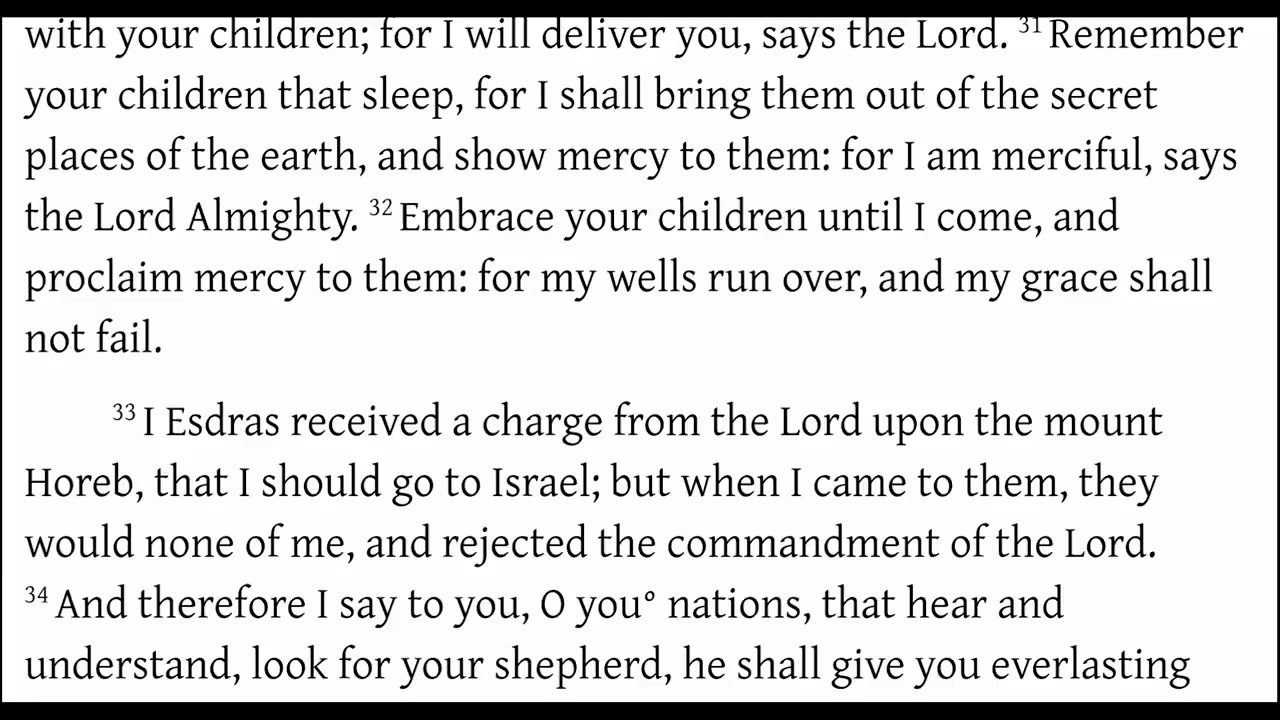 with your children; for I will deliver you, says the Lord. 31 Remember
your children that sleep, for I shall bring them out of the secret
places of the earth, and show mercy to them: for I am merciful, says
the Lord Almighty. 32 Embrace your children until I come, and
proclaim mercy to them: for my wells run over, and my grace shall
not fail.
33 I Esdras received a charge from the Lord upon the mount
Horeb, that I should go to Israel; but when I came to them, they
would none of me, and rejected the commandment of the Lord.
34 And therefore I say to you, O you° nations, that hear and
understand, look for your shepherd, he shall give you everlasting